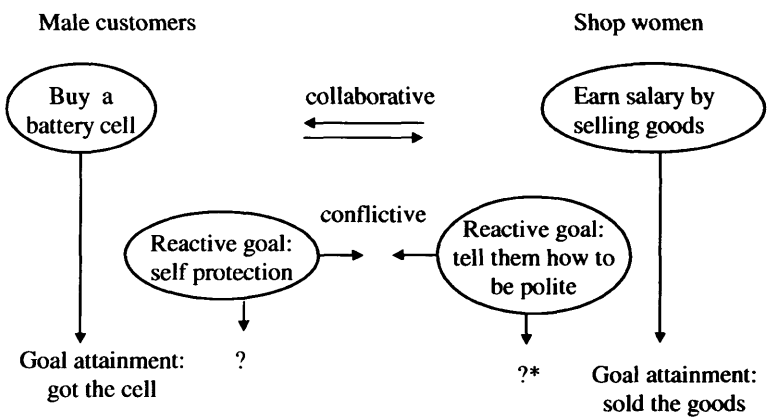 Male customers
Shop women
Buy a
battery cell
collaborative
Earn salary by
selling goods
conflictive
Reactive goal:
self protection
Reactive goal:
tell them how to
be polite
Goal attainment:
got the cell
?
?*
Goal attainment:
sold the goods